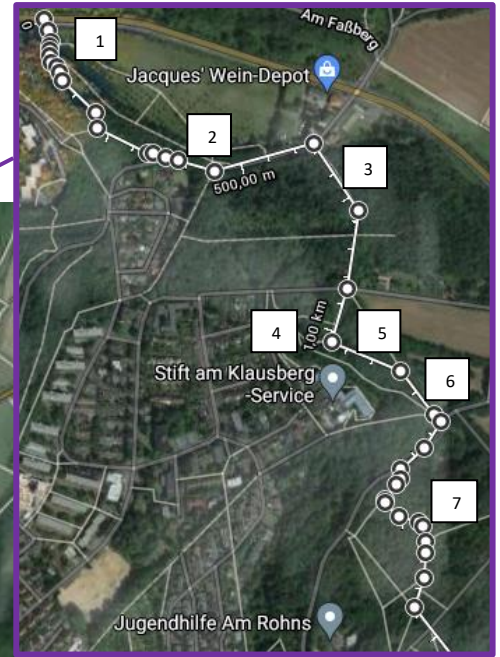 0
1
Am Faßberg
Jacques' Wein-Depot
2
500,00 m
3
4
1,00 km
5
Stift am Klausberg
-Service
6
7
Jugendhilfe Am Rohns